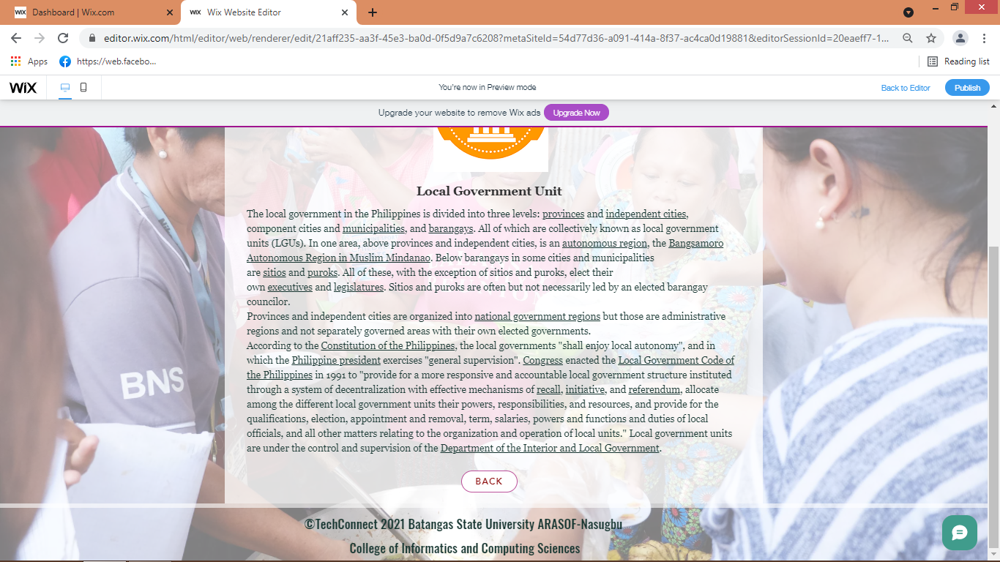 WiX Dashboard | Wix.com
WiX Wix Website Editor
editor.wix.com/html/editor/web/renderer/edit/21aff235-aa3f-45e3-ba0d-0f5d9a7c6208?metaSiteId=54d77d36-a091-414a-8f37-ac4ca0d19881&editorSessionId=20eaeff7-1...
Apps https://web.facebo... Reading list
WiX You're now in Preview mode Back to Editor Publish
Upgrade your website to remove Wix ads Upgrade Now
Local Government Unit
The local government in the Philippines is divided into three levels: provinces and independent cities,
component cities and municipalities, and barangays. All of which are collectively known as local government
units (LGUs). In one area, above provinces and independent cities, is an autonomous region, the Bangsamoro
Autonomous Region in Muslim Mindanao. Below barangays in some cities and municipalities
are sitios and puroks. All of these, with the exception of sitios and puroks, elect their
own executives and legislatures. Sitios and puroks are often but not necessarily led by an elected barangay
councilor.
Provinces and independent cities are organized into national government regions but those are administrative
regions and not separately governed areas with their own elected governments.
According to the Constitution of the Philippines, the local governments "shall enjoy local autonomy", and in
which the Philippine president exercises "general supervision". Congress enacted the Local Government Code of
the Philippines in 1991 to "provide for a more responsive and accountable local government structure instituted
through a system of decentralization with effective mechanisms of recall, initiative, and referendum, allocate
among the different local government units their powers, responsibilities, and resources, and provide for the
qualifications, election, appointment and removal, term, salaries, powers and functions and duties of local
officials, and all other matters relating to the organization and operation of local units." Local government units
are under the control and supervision of the Department of the Interior and Local Government.
BNS
BACK
©TechConnect 2021 Batangas State University ARASOF-Nasugbu
College of Informatics and Computing Sciences